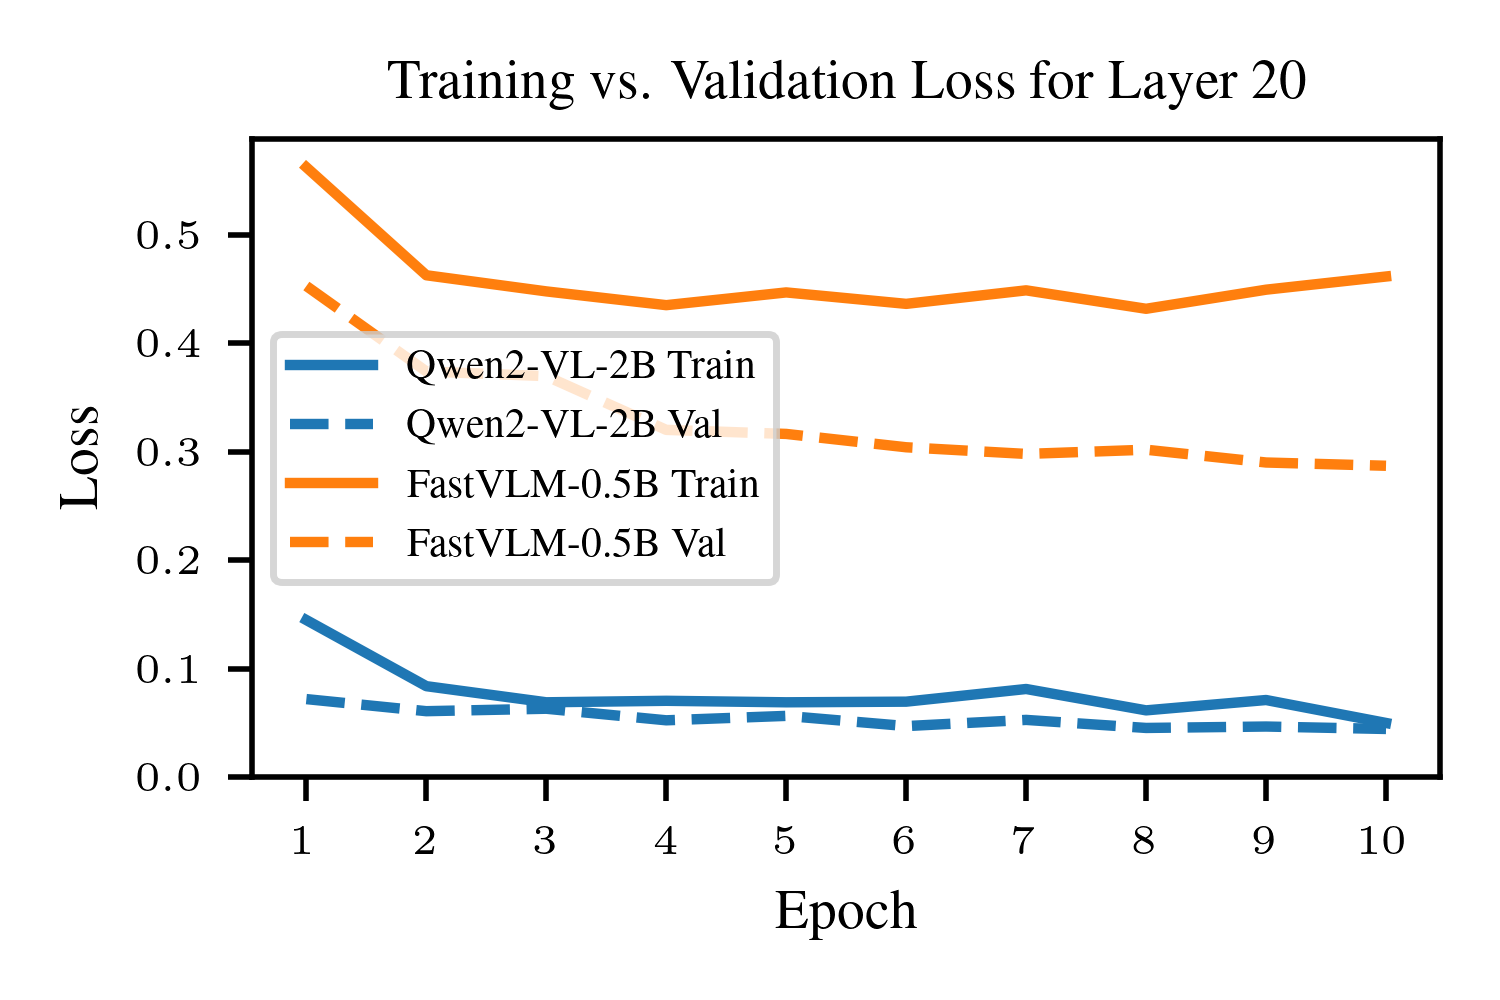 Training vs. Validation Loss for Layer 20
Loss
0.5
0.4
0.3
0.2
0.1
0.0
Qwen2-VL-2B Train
Qwen2-VL-2B Val
FastVLM-0.5B Train
FastVLM-0.5B Val
1 2 3 4 5 6 7 8 9 10
Epoch